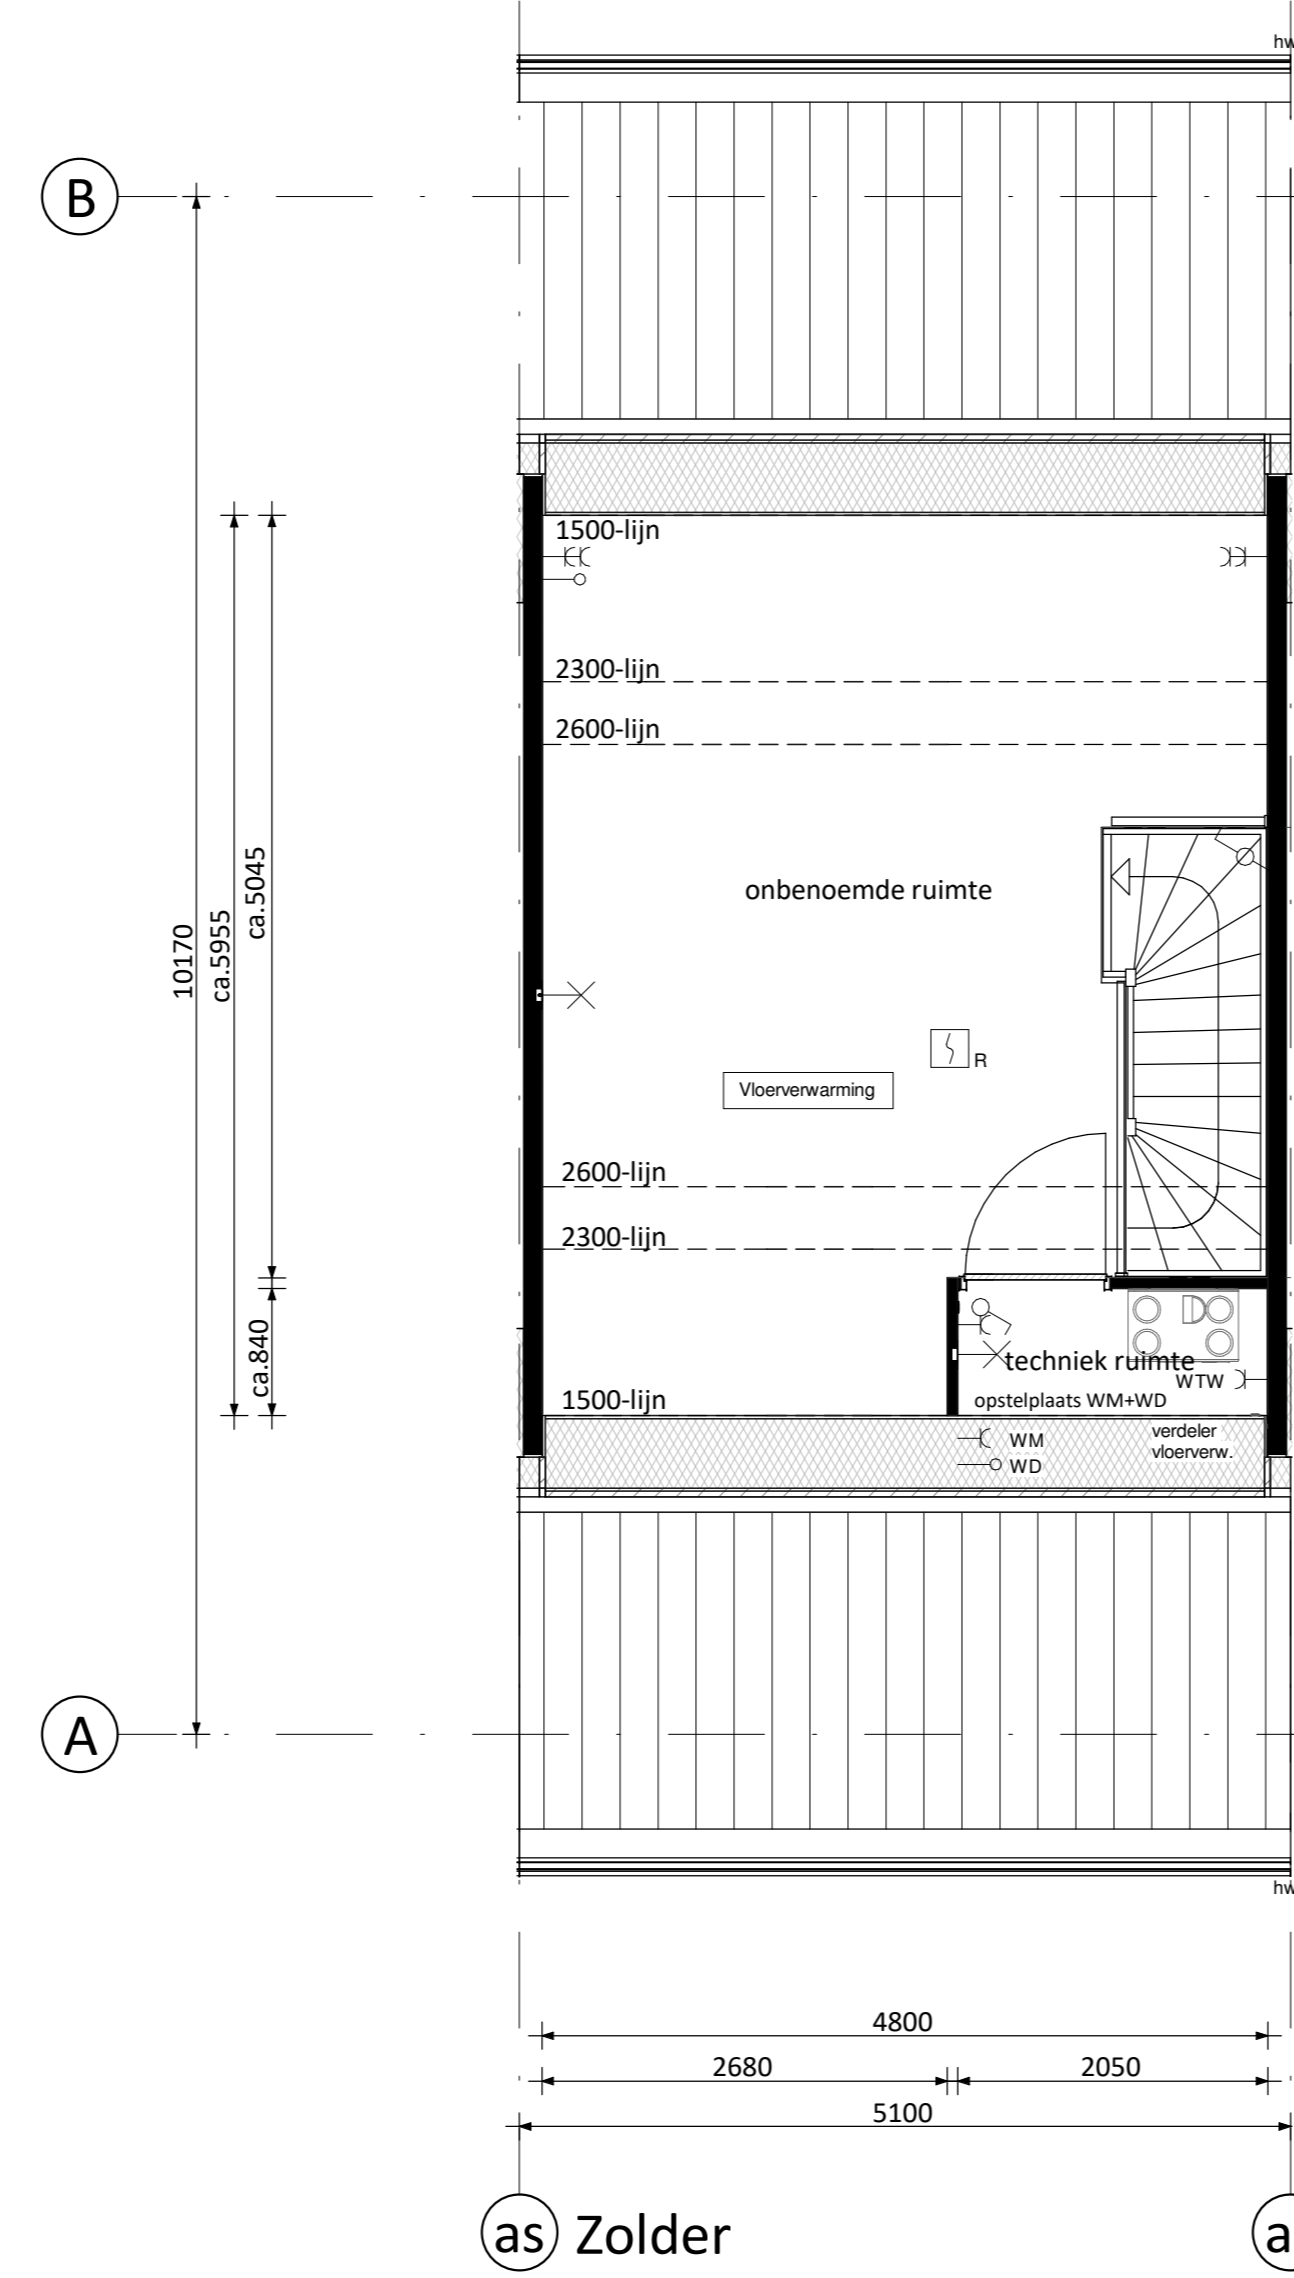 hw
B
1500-lijn
2300-lijn
2600-lijn
onbenoemde ruimte
10170
ca.5955
ca.5045
R
Vloerverwarming
2600-lijn
2300-lijn
ca.840
techniek ruimte
WTW
1500-lijn
opstelplaats WM+WD
WM
WD
verdeler
vloerverw.
A
hw
4800
2680
2050
5100
as
Zolder
a